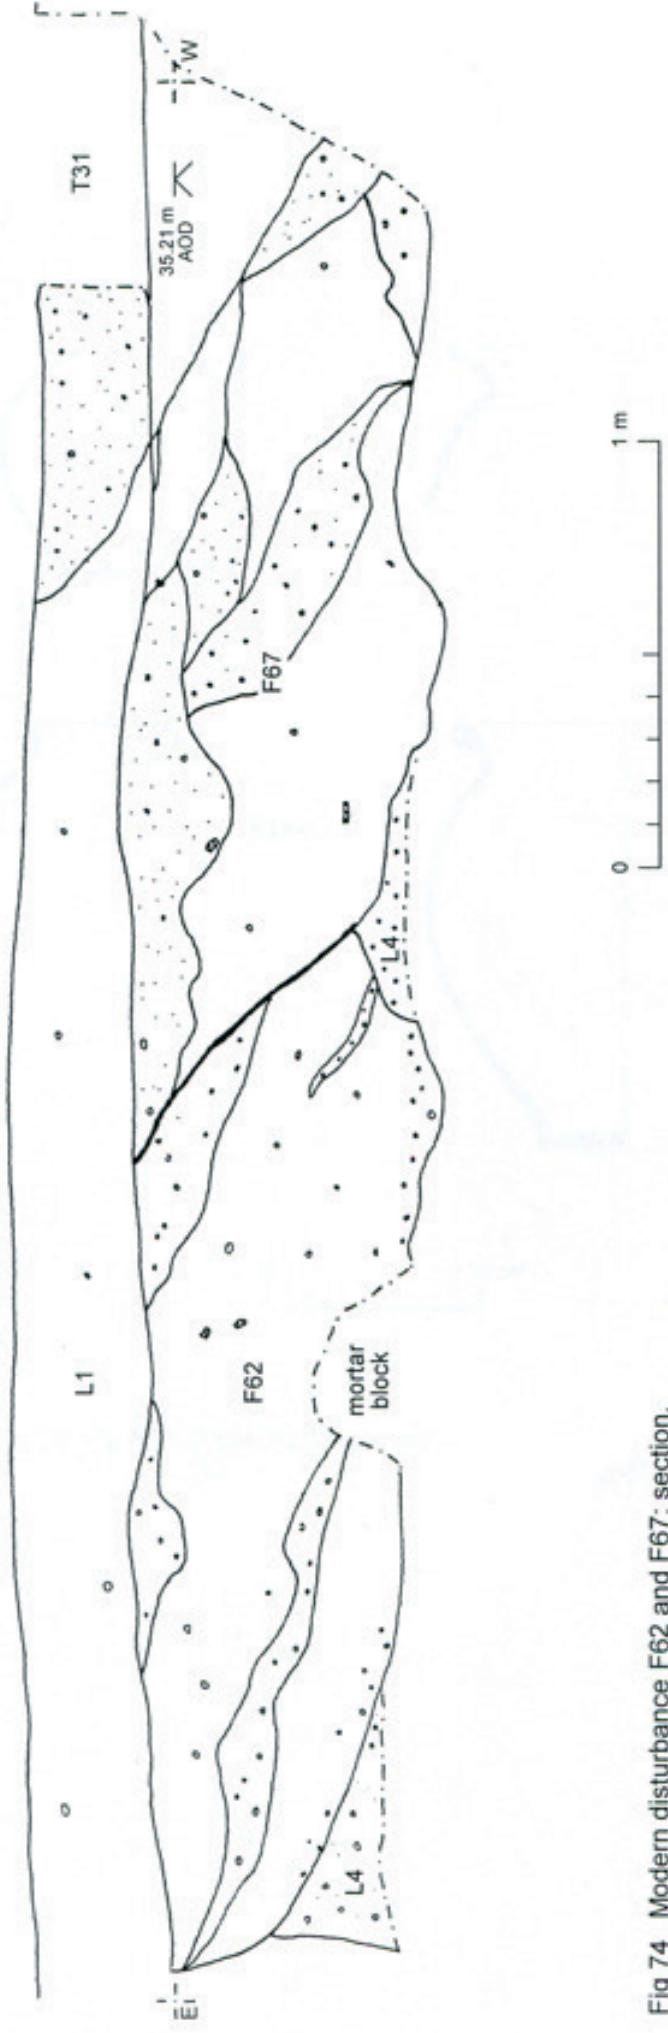 E
W
T31
35.21 m
AOD
L1
F67
F62
L4
L4
mortar
block
0
1 m
Fig 74 Modern disturbance F62 and F67: section.